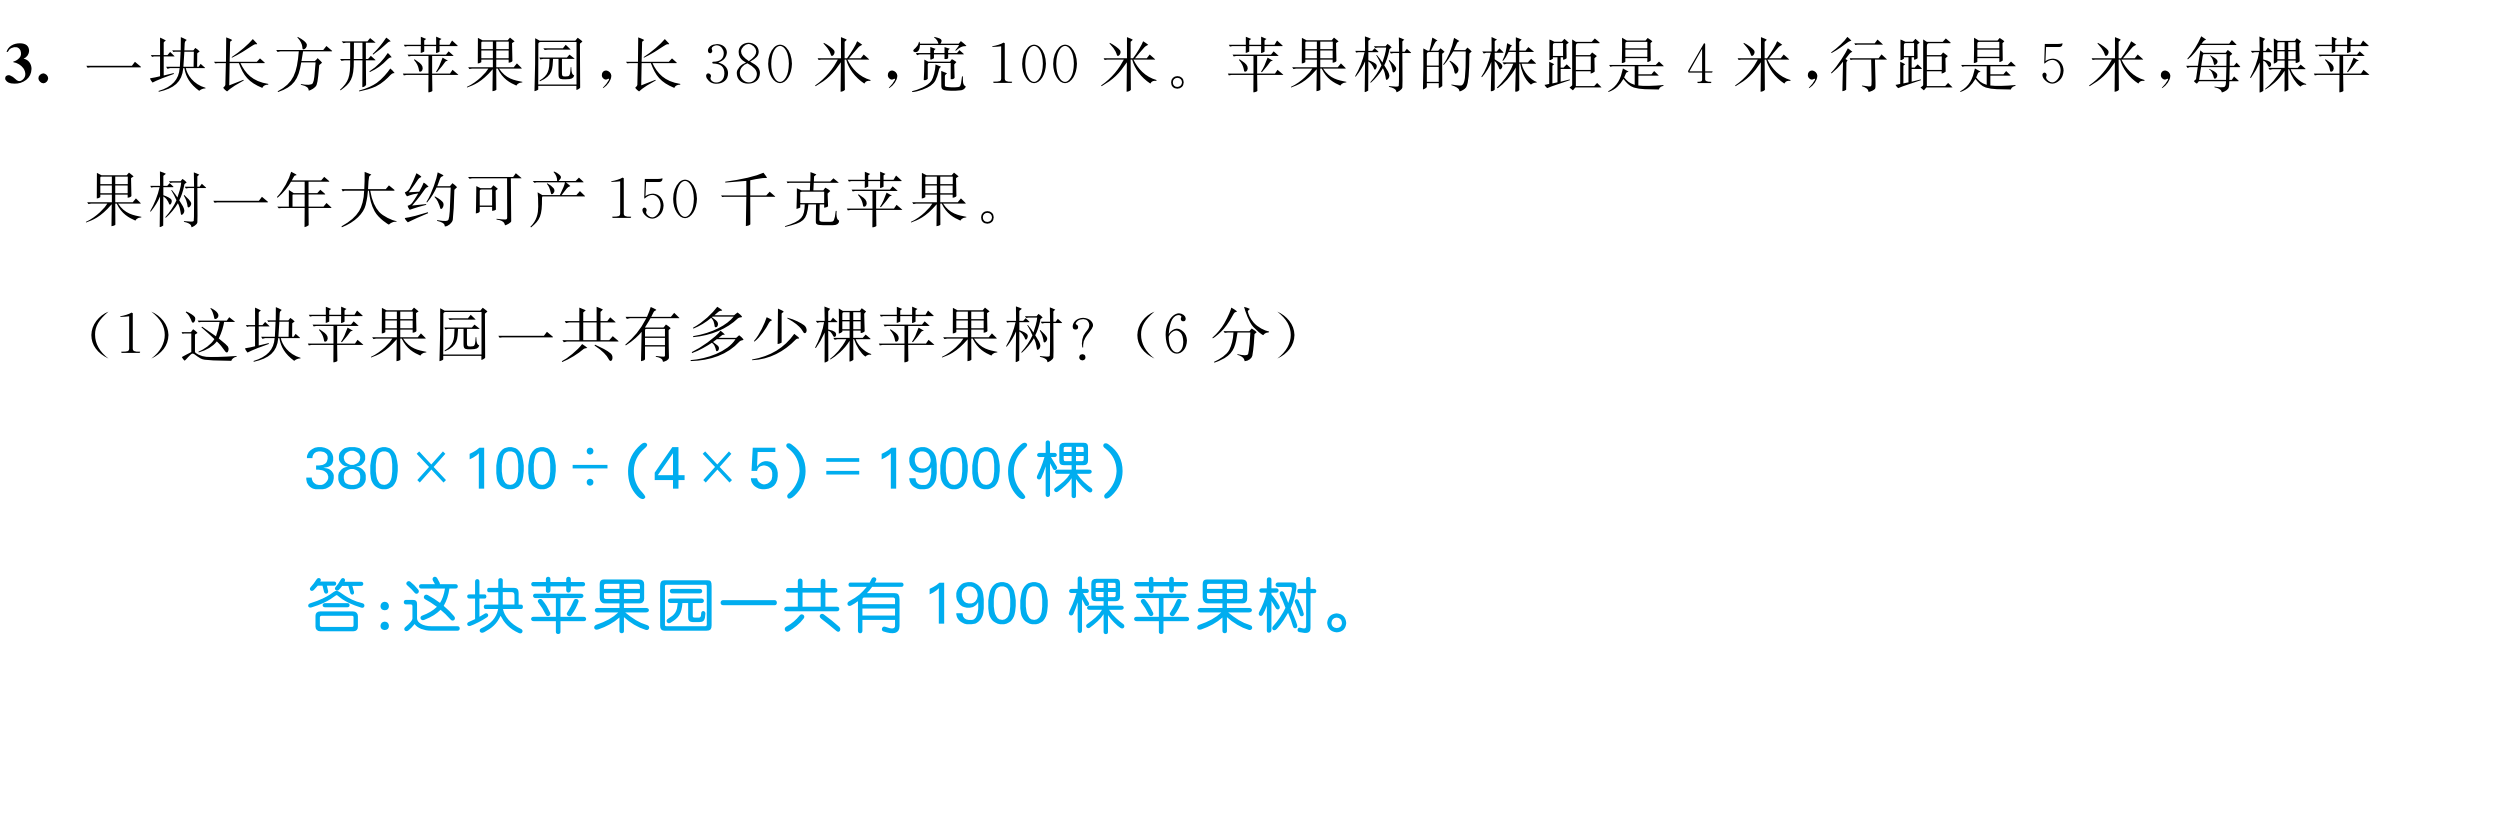 3. 一块长方形苹果园，长 380 米，宽 100 米。苹果树的株距是 4 米，行距是 5 米，每棵苹
果树一年大约可产 150 千克苹果。
（1）这块苹果园一共有多少棵苹果树？（6 分）
380 × 100 ÷ (4 × 5) = 1900(棵)
答：这块苹果园一共有 1900 棵苹果树。